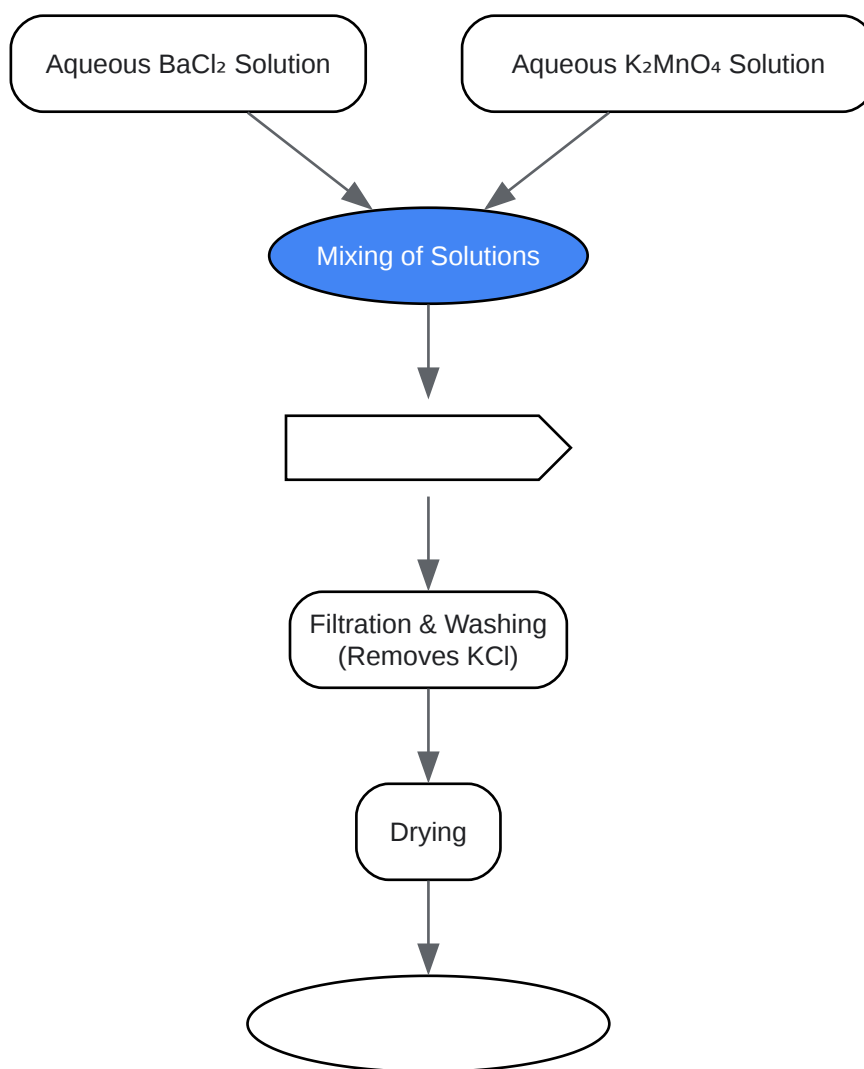 Aqueous BaCl₂ Solution
Aqueous K₂MnO₄ Solution
Mixing of Solutions
Filtration & Washing
(Removes KCl)
Drying